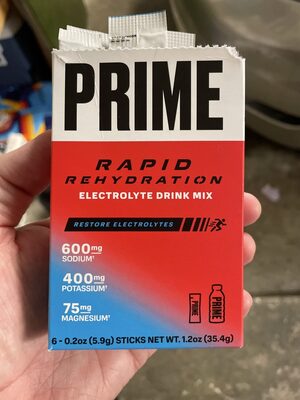 PRIME
RAPID
REHYDRATION
ELECTROLYTE DRINK MIX
RESTORE ELECTROLYTES
600mg
SODIUM†
400mg
POTASSIUM†
75mg
MAGNESIUM†
PRIME
PRIME
6 - 0.2oz (5.9g) STICKS NET WT. 1.2oz (35.4g)